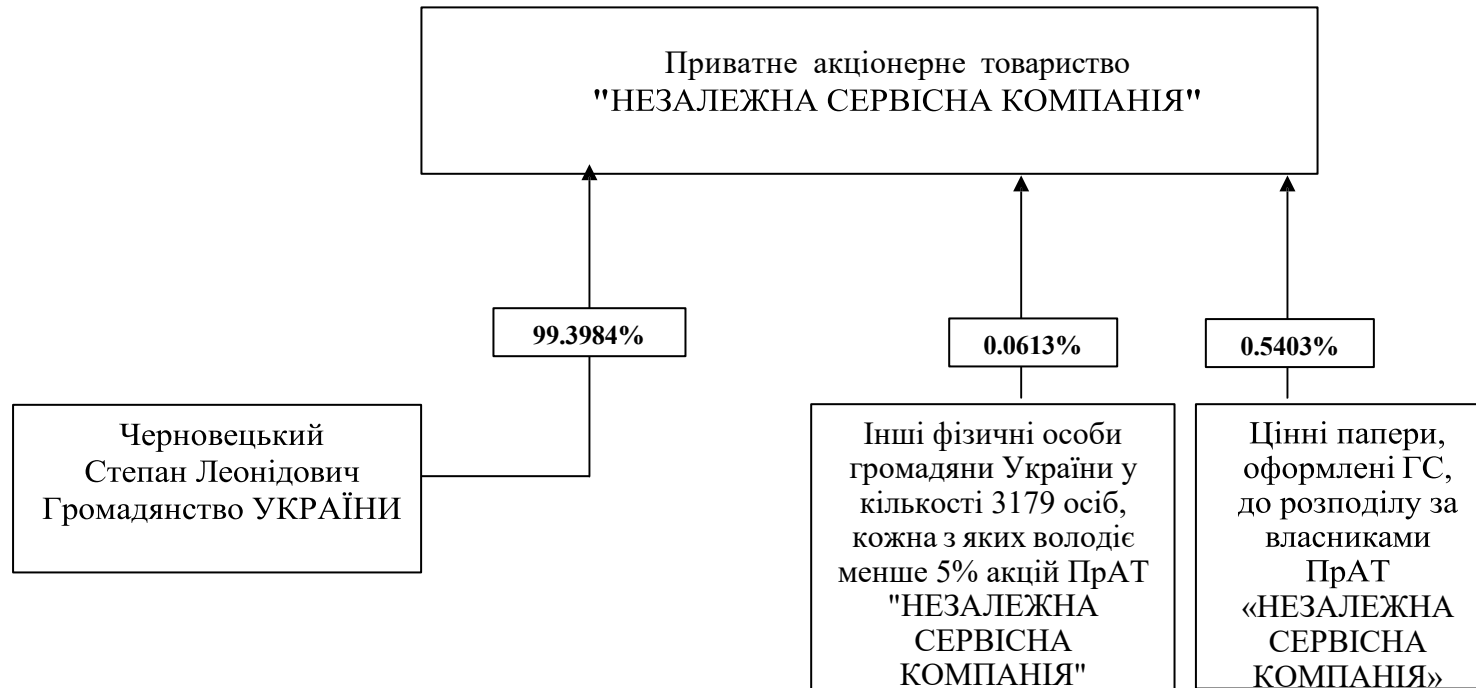 Приватне акціонерне товариство
"НЕЗАЛЕЖНА СЕРВІСНА КОМПАНІЯ"
99.3984%
0.0613%
0.5403%
Черновецький
Степан Леонідович
Громадянство УКРАЇНИ
Інші фізичні особи
громадяни України у
кількості 3179 осіб,
кожна з яких володіє
менше 5% акцій ПрАТ
"НЕЗАЛЕЖНА
СЕРВІСНА
КОМПАНІЯ"
Цінні папери,
оформлені ГС,
до розподілу за
власниками
ПрАТ
«НЕЗАЛЕЖНА
СЕРВІСНА
КОМПАНІЯ»